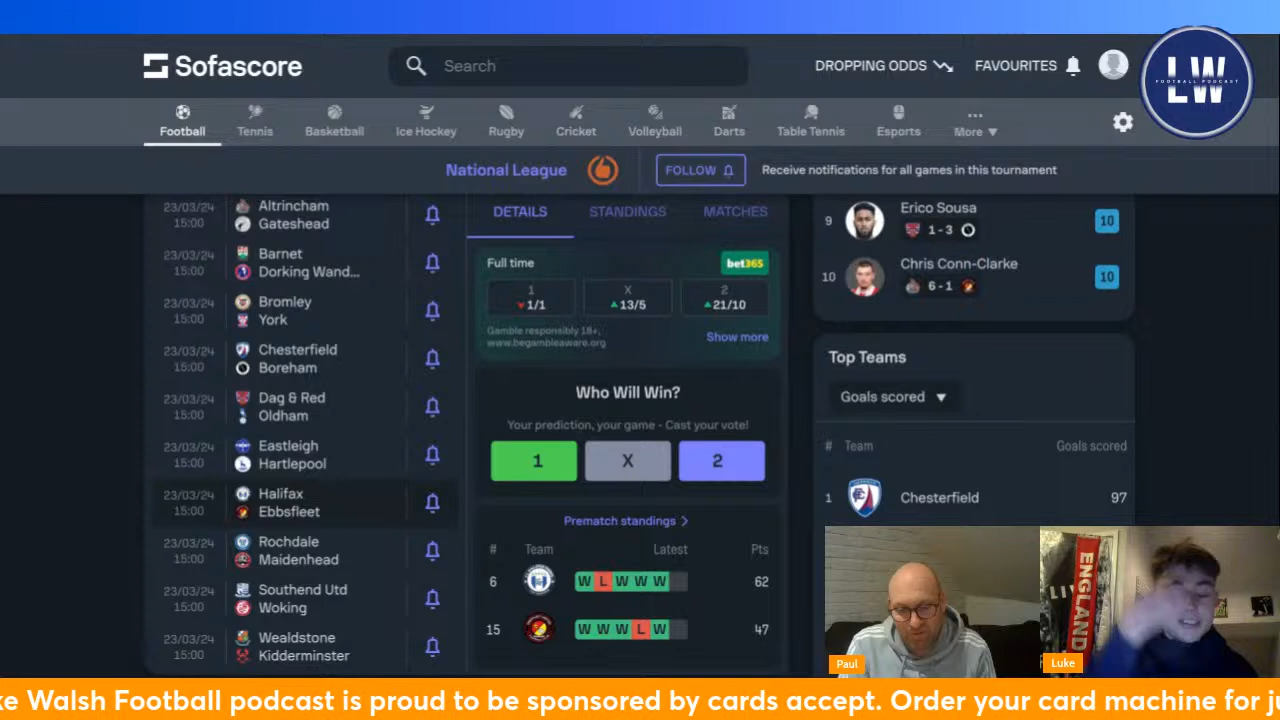 Sofascore
Search
DROPPING ODDS
FAVOURITES
LW
FOOTBALL PODCAST
Football
Tennis
Basketball
Ice Hockey
Rugby
Cricket
Volleyball
Darts
Table Tennis
Esports
More ▼
National League
FOLLOW
Receive notifications for all games in this tournament
23/03/24 Altrincham
15:00 Gateshead
23/03/24 Barnet
15:00 Dorking Wand...
23/03/24 Bromley
15:00 York
23/03/24 Chesterfield
15:00 Boreham
23/03/24 Dag & Red
15:00 Oldham
23/03/24 Eastleigh
15:00 Hartlepool
23/03/24 Halifax
15:00 Ebbsfleet
23/03/24 Rochdale
15:00 Maidenhead
23/03/24 Southend Utd
15:00 Woking
23/03/24 Wealdstone
15:00 Kidderminster
DETAILS STANDINGS MATCHES
Full time bet365
1 X 2
1/1 13/5 21/10
Gamble responsibly 18+,
www.begambleaware.org
Show more
Who Will Win?
Your prediction, your game - Cast your vote!
1 X 2
Prematch standings
# Team Latest Pts
6 W L W W W 62
15 W W W L W 47
9 Erico Sousa 10
1 - 3
10 Chris Conn-Clarke 10
6 - 1
Top Teams
Goals scored ▼
# Team Goals scored
1 Chesterfield 97
ENGLAND
Paul
Luke
ke Walsh Football podcast is proud to be sponsored by cards accept. Order your card machine for ju